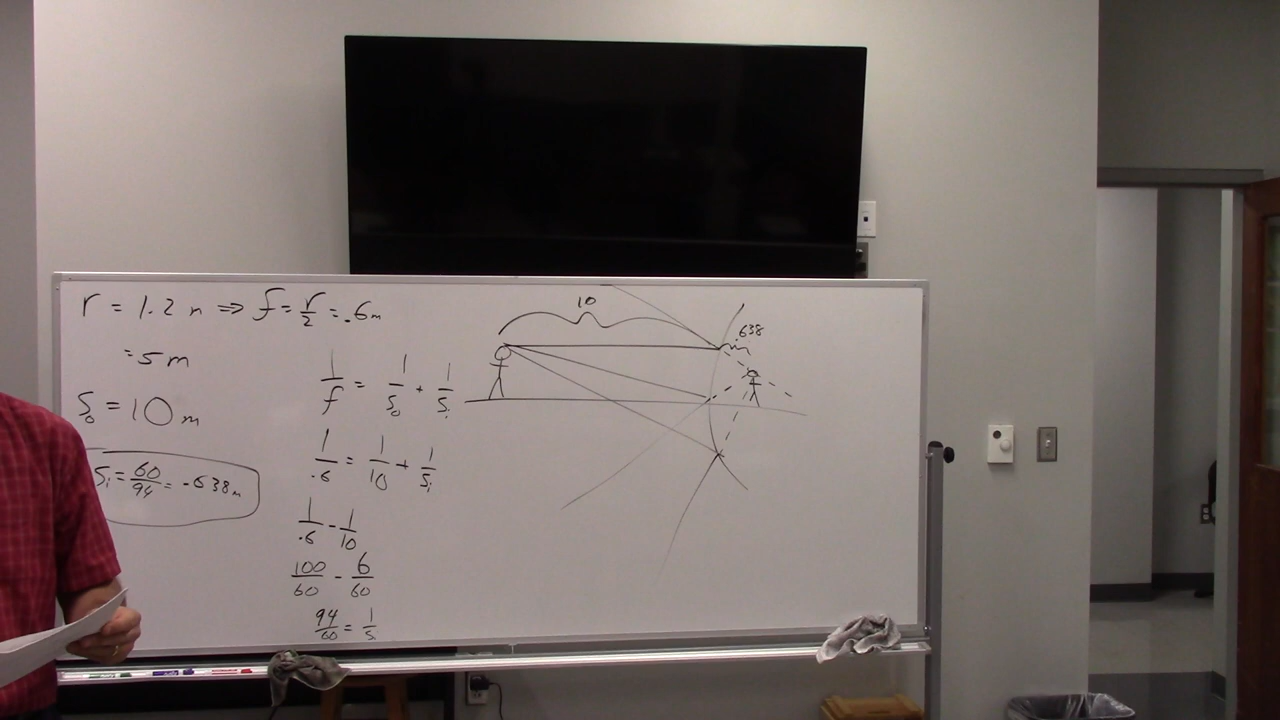 r = 1.2 m ⇒ f = r/2 = .6m
= 5 m
S₀ = 10 m
Sᵢ = 60/94 = -.638m
1/f = 1/S₀ + 1/Sᵢ
1/.6 = 1/10 + 1/Sᵢ
1/.6 - 1/10
100/60 - 6/60
94/60 = 1/Sᵢ
10
.638